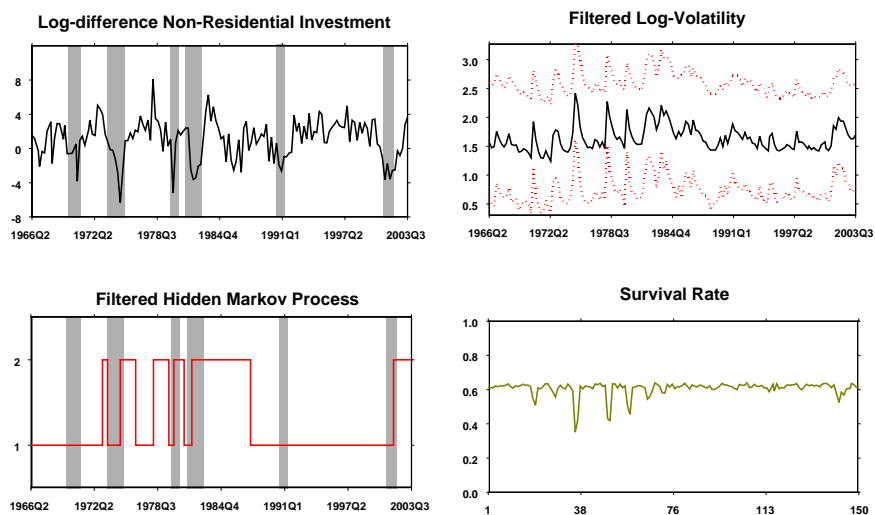 Log-difference Non-Residential Investment
8
4
0
-4
-8
1966Q2 1972Q2 1978Q3 1984Q4 1991Q1 1997Q2 2003Q3
Filtered Log-Volatility
3.0
2.5
2.0
1.5
1.0
0.5
1966Q2 1972Q2 1978Q3 1984Q4 1991Q1 1997Q2 2003Q3
Filtered Hidden Markov Process
2
1
1966Q2 1972Q2 1978Q3 1984Q4 1991Q1 1997Q2 2003Q3
Survival Rate
1.0
0.8
0.6
0.4
0.2
0.0
1 38 76 113 150